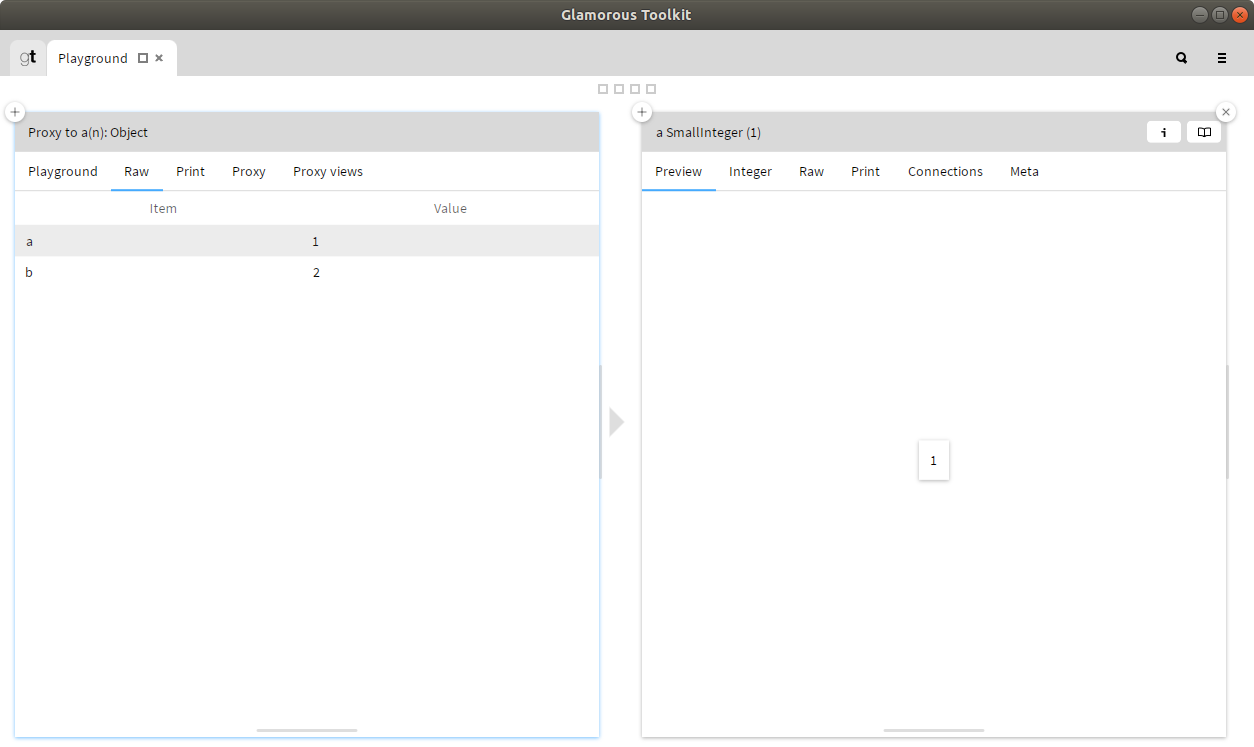 Glamorous Toolkit
gt Playground
Proxy to a(n): Object
Playground Raw Print Proxy Proxy views
Item Value
a 1
b 2
a SmallInteger (1)
i
Preview Integer Raw Print Connections Meta
1